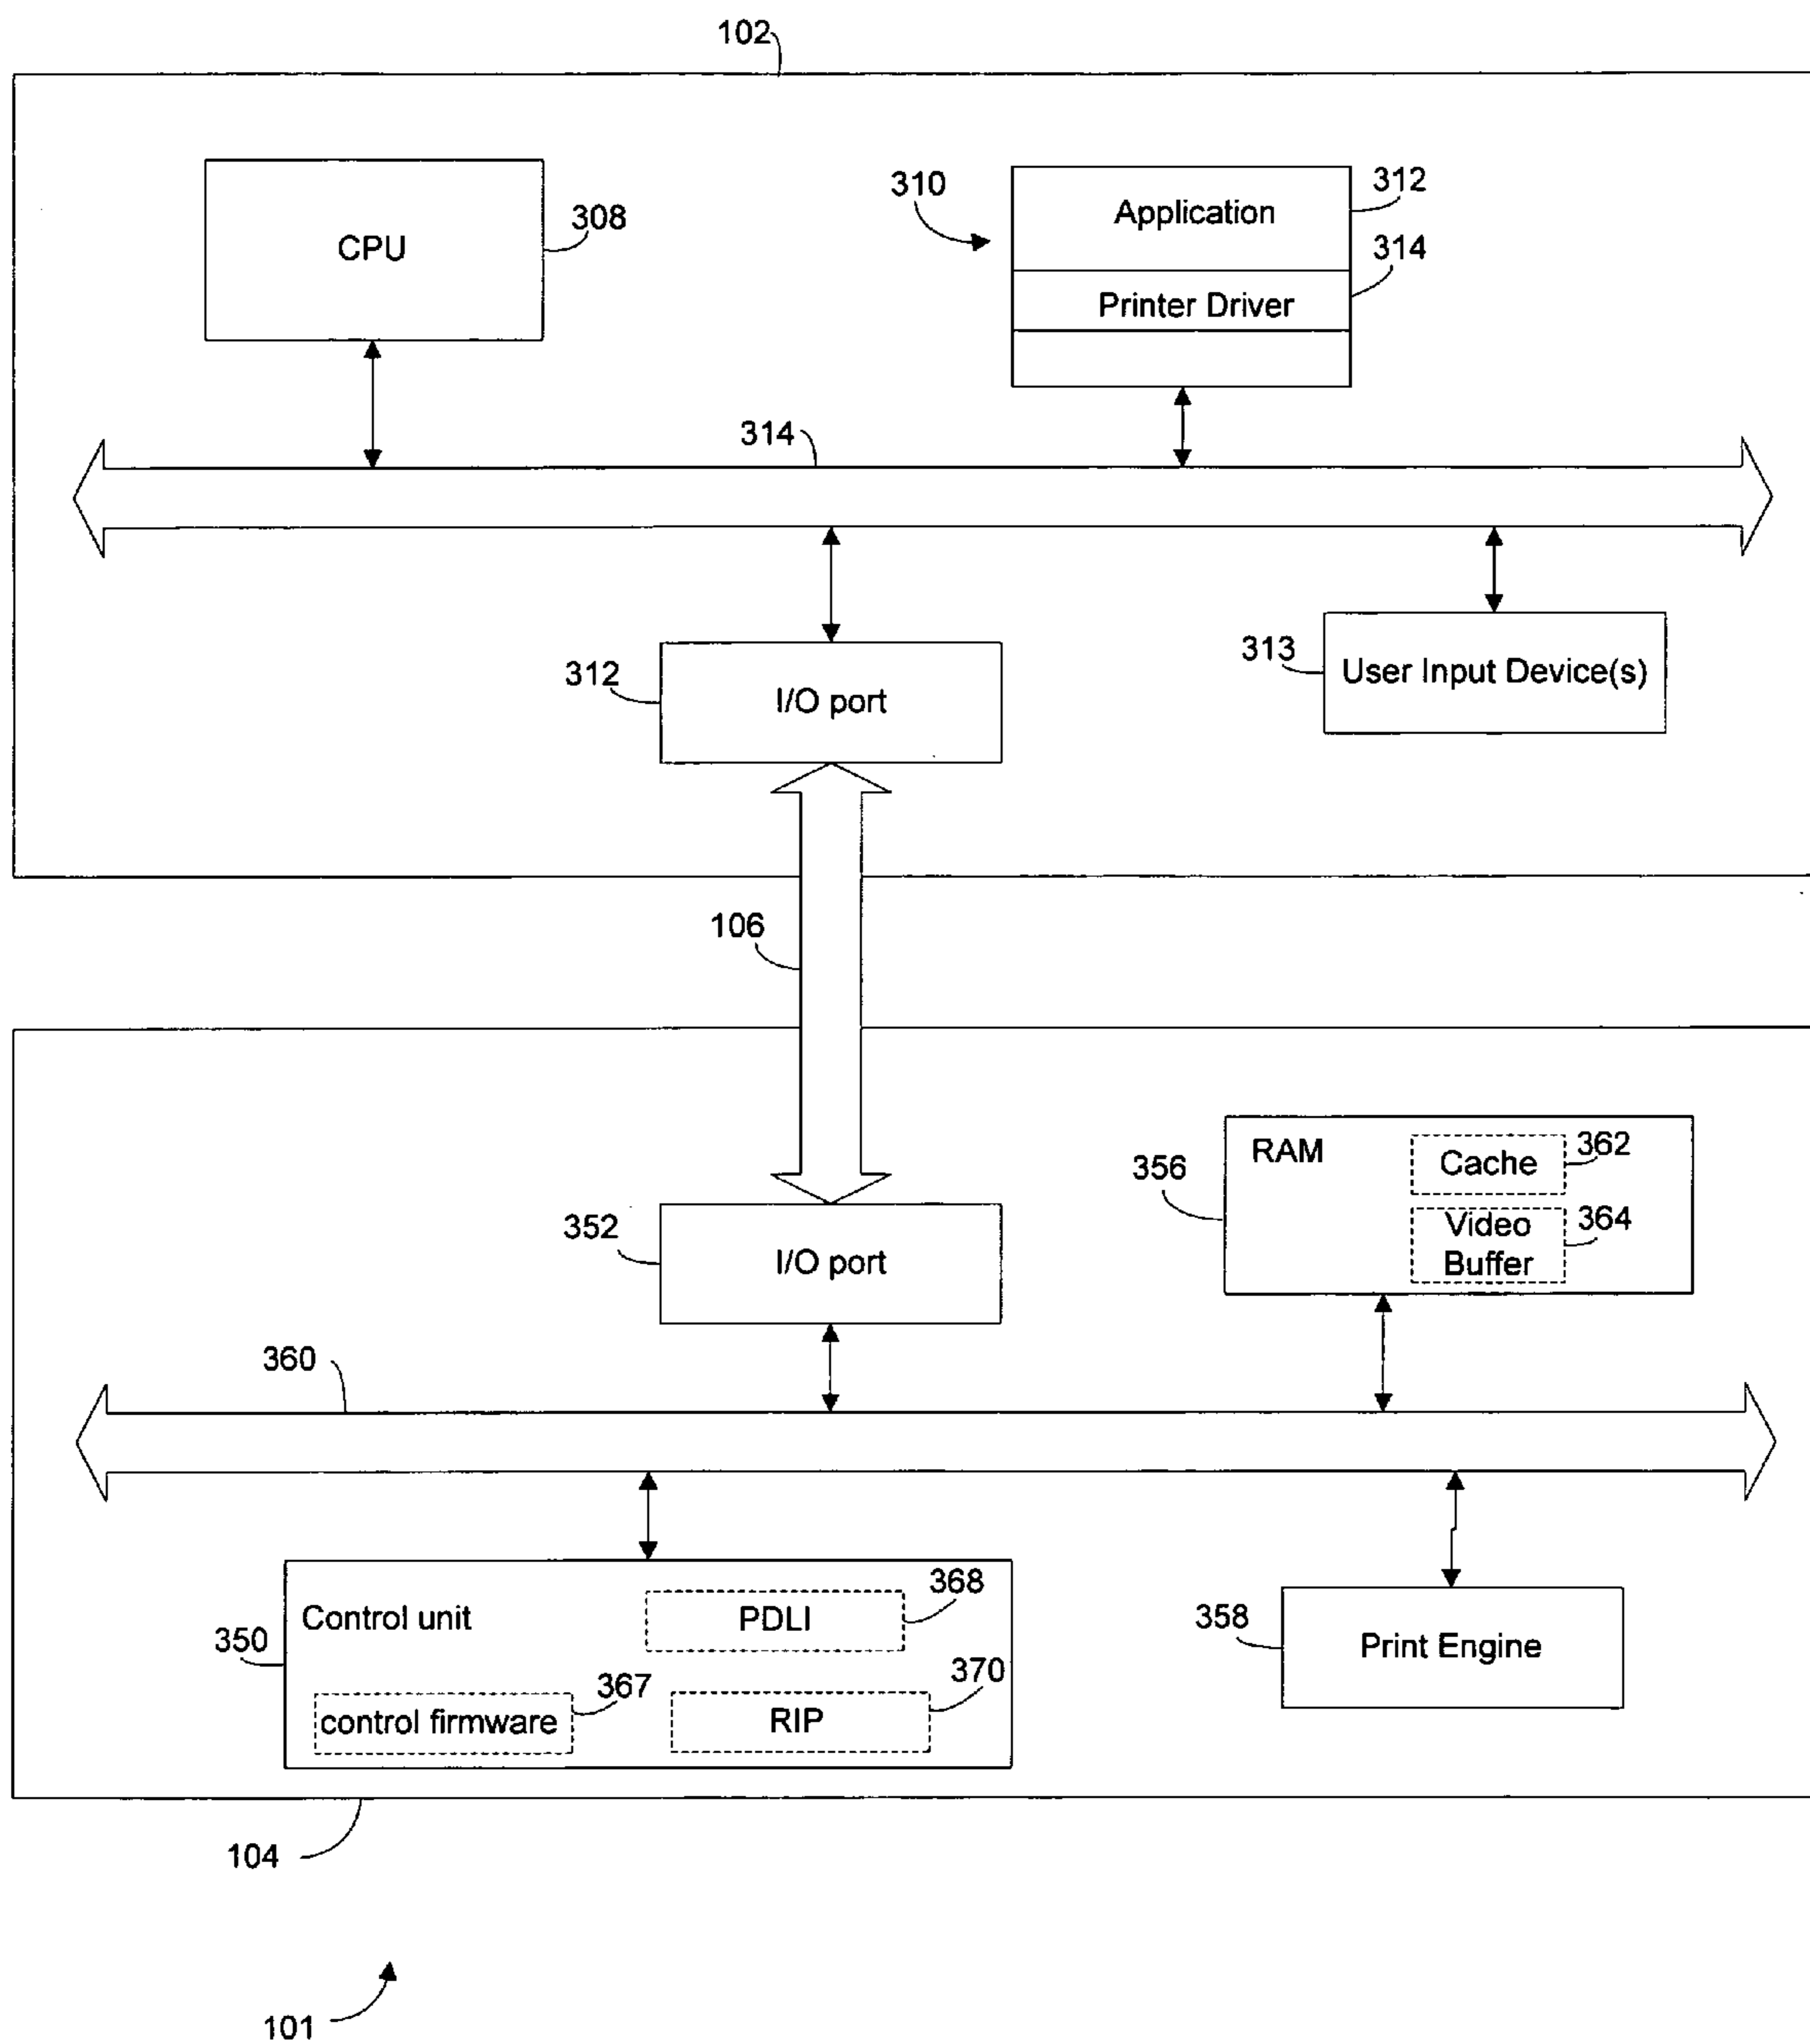 102
310
Application
312
308
CPU
314
Printer Driver
314
312
I/O port
313
User Input Device(s)
106
RAM
Cache
362
356
352
I/O port
Video
Buffer
364
360
368
Control unit
PDLI
350
358
Print Engine
367
370
control firmware
RIP
104
101